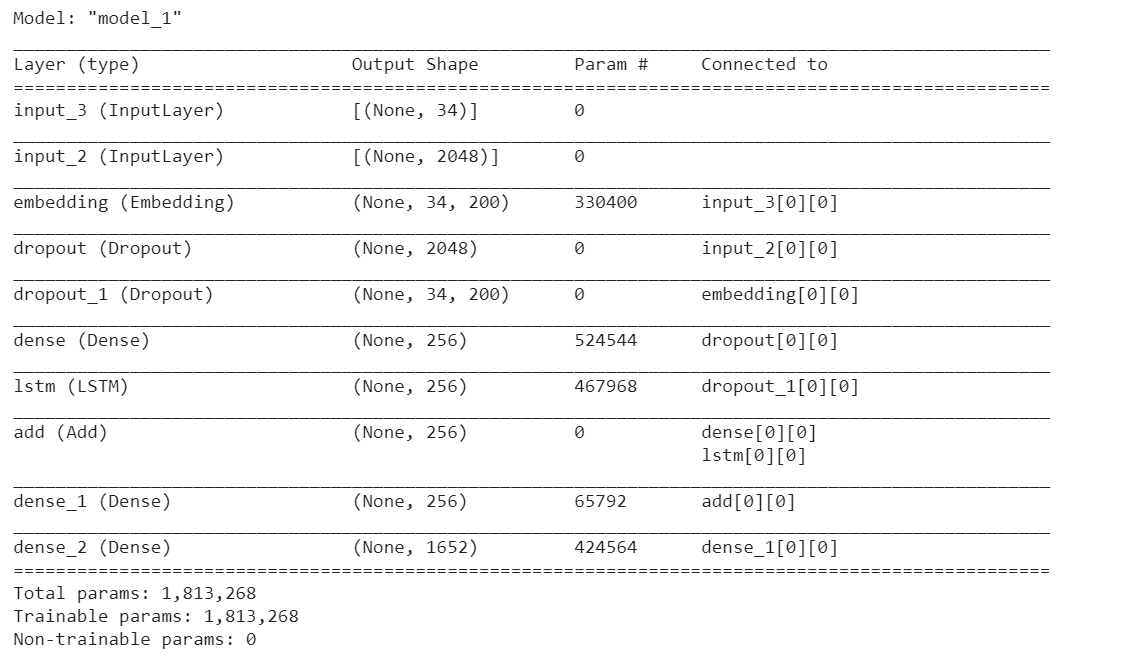 Model: "model_1"
Layer (type) Output Shape Param # Connected to
input_3 (InputLayer) [(None, 34)] 0
input_2 (InputLayer) [(None, 2048)] 0
embedding (Embedding) (None, 34, 200) 330400 input_3[0][0]
dropout (Dropout) (None, 2048) 0 input_2[0][0]
dropout_1 (Dropout) (None, 34, 200) 0 embedding[0][0]
dense (Dense) (None, 256) 524544 dropout[0][0]
lstm (LSTM) (None, 256) 467968 dropout_1[0][0]
add (Add) (None, 256) 0 dense[0][0]
lstm[0][0]
dense_1 (Dense) (None, 256) 65792 add[0][0]
dense_2 (Dense) (None, 1652) 424564 dense_1[0][0]
Total params: 1,813,268
Trainable params: 1,813,268
Non-trainable params: 0